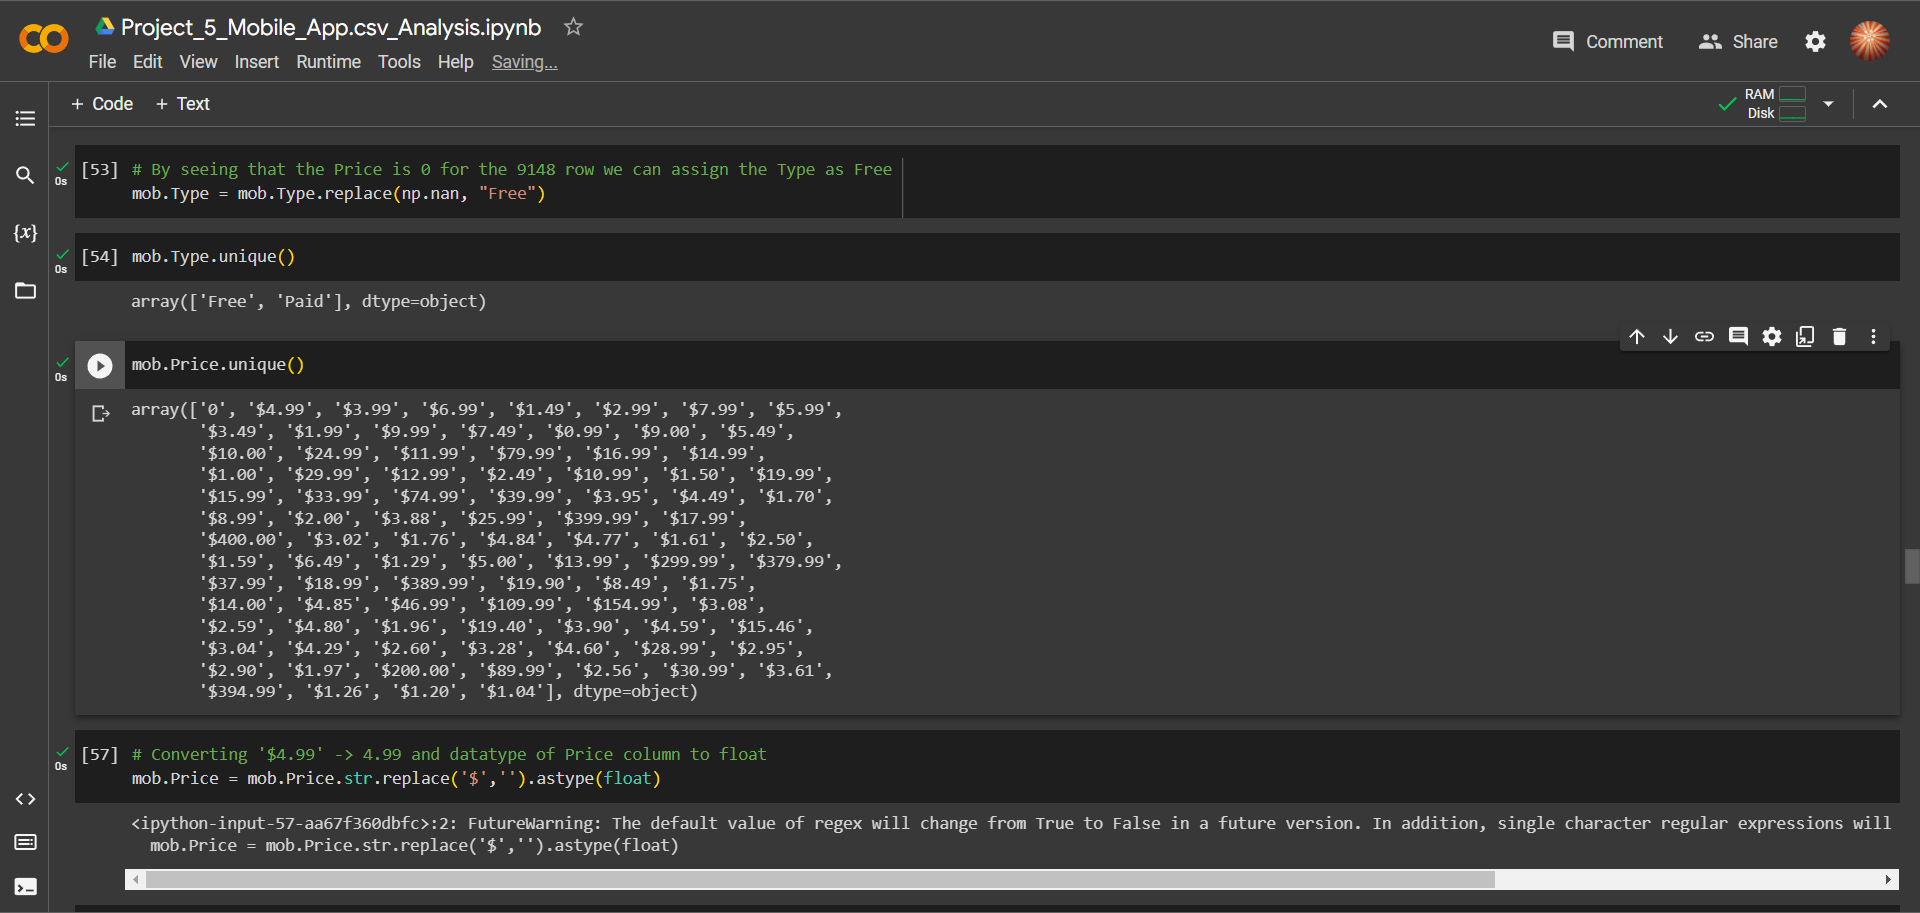 Project_5_Mobile_App.csv_Analysis.ipynb
File Edit View Insert Runtime Tools Help Saving...
Comment Share
+ Code + Text
RAM
Disk
[53] # By seeing that the Price is 0 for the 9148 row we can assign the Type as Free
0s
mob.Type = mob.Type.replace(np.nan, "Free")
[54] mob.Type.unique()
0s
array(['Free', 'Paid'], dtype=object)
mob.Price.unique()
0s
array(['0', '$4.99', '$3.99', '$6.99', '$1.49', '$2.99', '$7.99', '$5.99',
'$3.49', '$1.99', '$9.99', '$7.49', '$0.99', '$9.00', '$5.49',
'$10.00', '$24.99', '$11.99', '$79.99', '$16.99', '$14.99',
'$1.00', '$29.99', '$12.99', '$2.49', '$10.99', '$1.50', '$19.99',
'$15.99', '$33.99', '$74.99', '$39.99', '$3.95', '$4.49', '$1.70',
'$8.99', '$2.00', '$3.88', '$25.99', '$399.99', '$17.99',
'$400.00', '$3.02', '$1.76', '$4.84', '$4.77', '$1.61', '$2.50',
'$1.59', '$6.49', '$1.29', '$5.00', '$13.99', '$299.99', '$379.99',
'$37.99', '$18.99', '$389.99', '$19.90', '$8.49', '$1.75',
'$14.00', '$4.85', '$46.99', '$109.99', '$154.99', '$3.08',
'$2.59', '$4.80', '$1.96', '$19.40', '$3.90', '$4.59', '$15.46',
'$3.04', '$4.29', '$2.60', '$3.28', '$4.60', '$28.99', '$2.95',
'$2.90', '$1.97', '$200.00', '$89.99', '$2.56', '$30.99', '$3.61',
'$394.99', '$1.26', '$1.20', '$1.04'], dtype=object)
[57] # Converting '$4.99' -> 4.99 and datatype of Price column to float
0s
mob.Price = mob.Price.str.replace('$','').astype(float)
<ipython-input-57-aa67f360dbfc>:2: FutureWarning: The default value of regex will change from True to False in a future version. In addition, single character regular expressions will
mob.Price = mob.Price.str.replace('$','').astype(float)
{x}